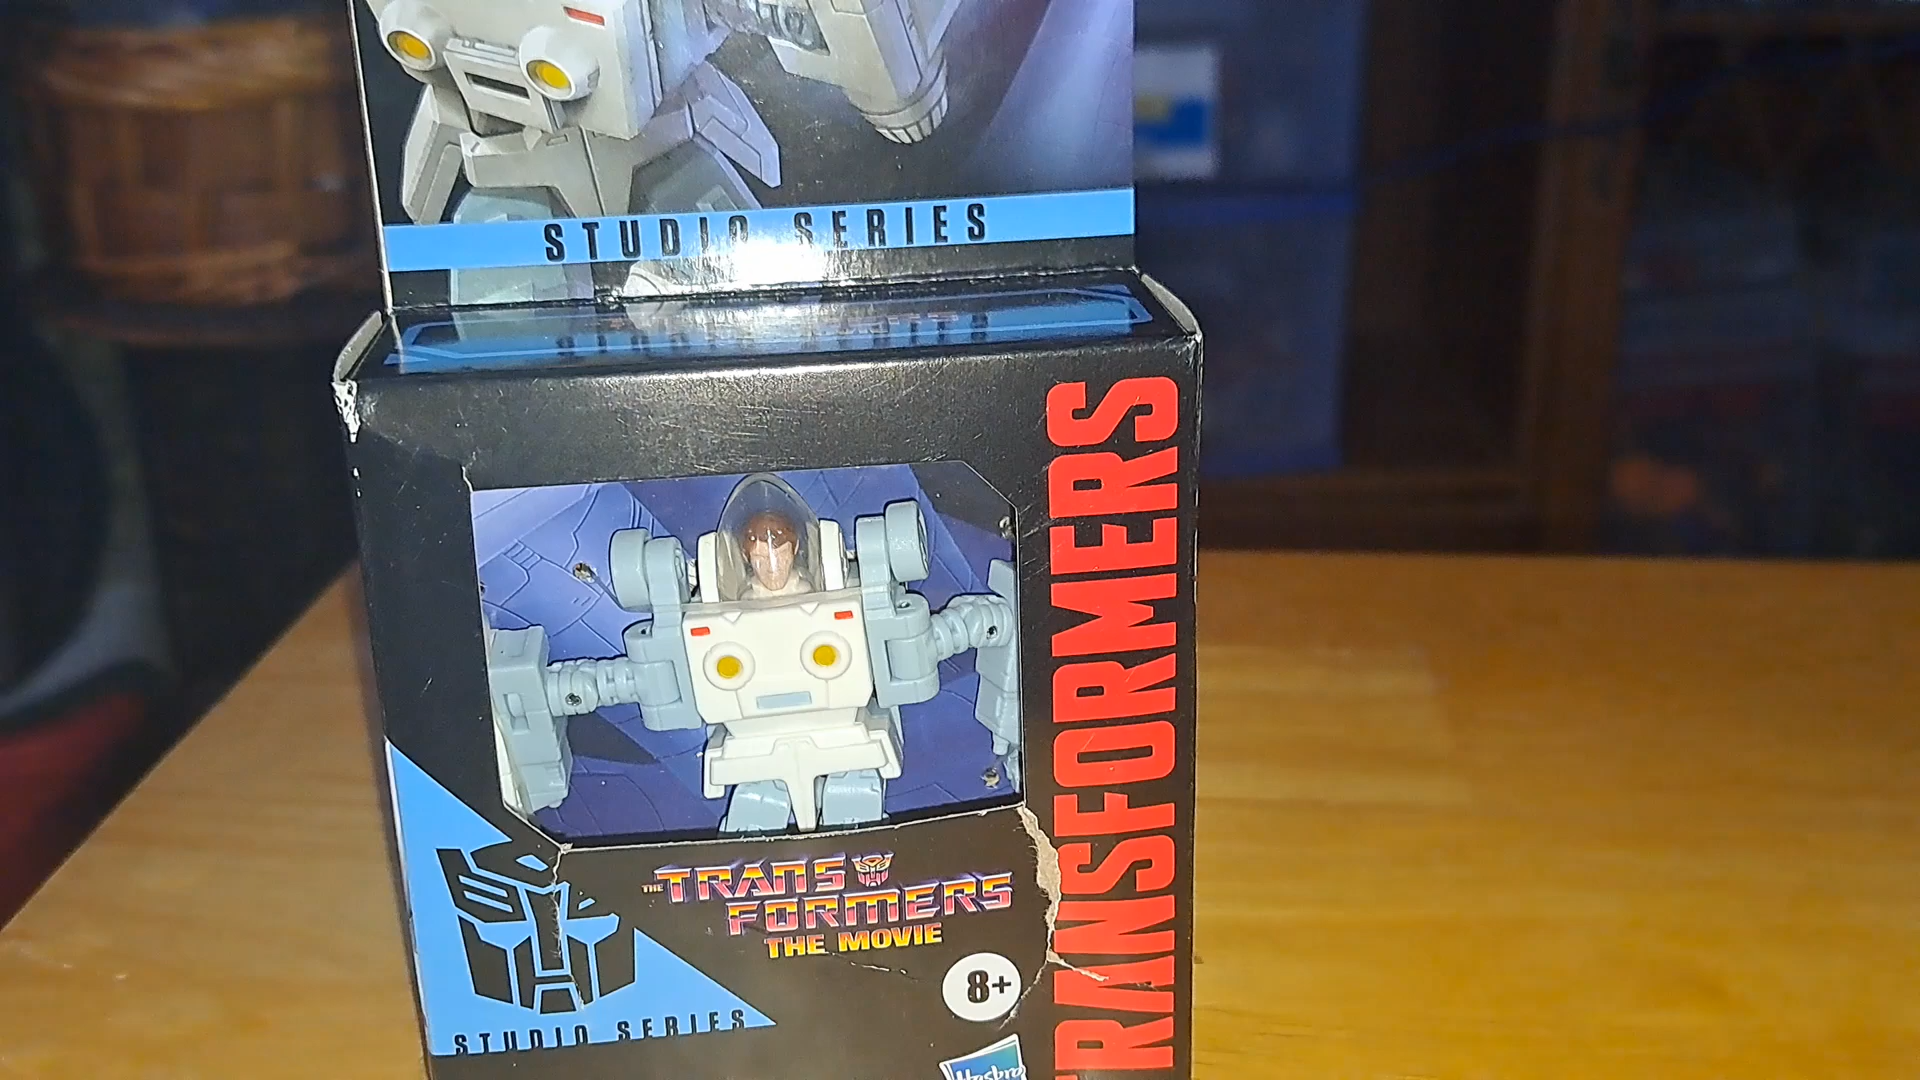 STUDIO SERIES
TRANSFORMERS
THE TRANSFORMERS
THE MOVIE
8+
STUDIO SERIES
Hasbro